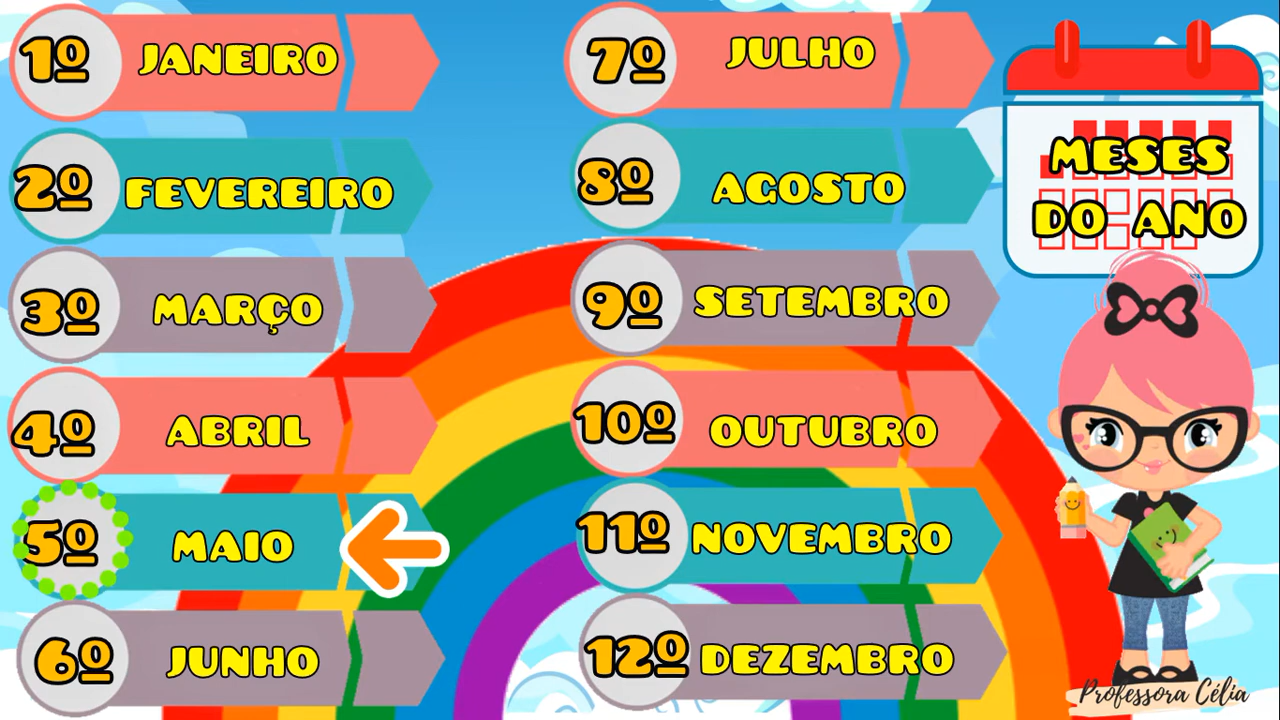 1º JANEIRO
2º FEVEREIRO
3º MARÇO
4º ABRIL
5º MAIO
6º JUNHO
7º JULHO
8º AGOSTO
9º SETEMBRO
10º OUTUBRO
11º NOVEMBRO
12º DEZEMBRO
MESES
DO ANO
Professora Célia